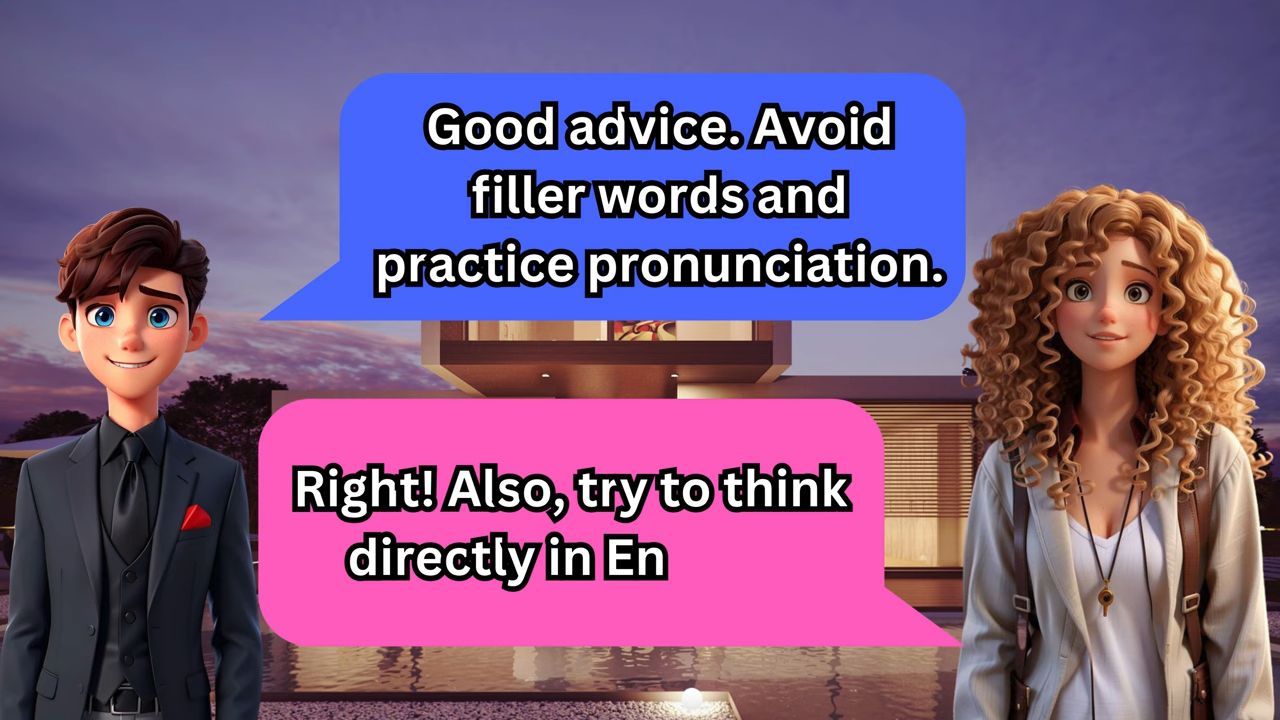 Good advice. Avoid
filler words and
practice pronunciation.
Right! Also, try to think
directly in En